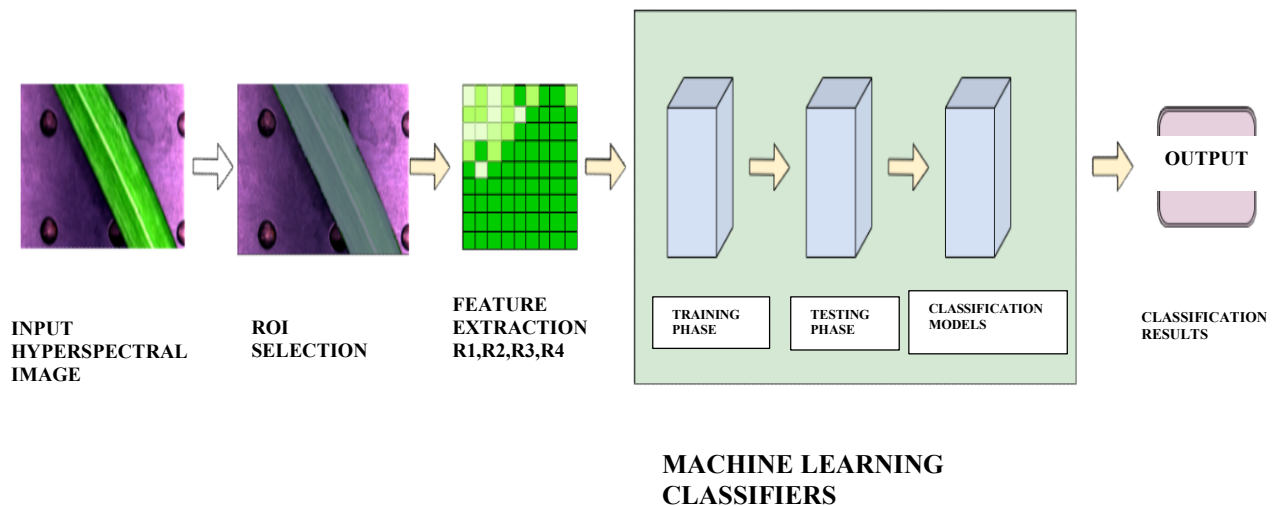 INPUT
HYPERSPECTRAL
IMAGE
ROI
SELECTION
FEATURE
EXTRACTION
R1,R2,R3,R4
TRAINING
PHASE
TESTING
PHASE
CLASSIFICATION
MODELS
OUTPUT
CLASSIFICATION
RESULTS
MACHINE LEARNING
CLASSIFIERS